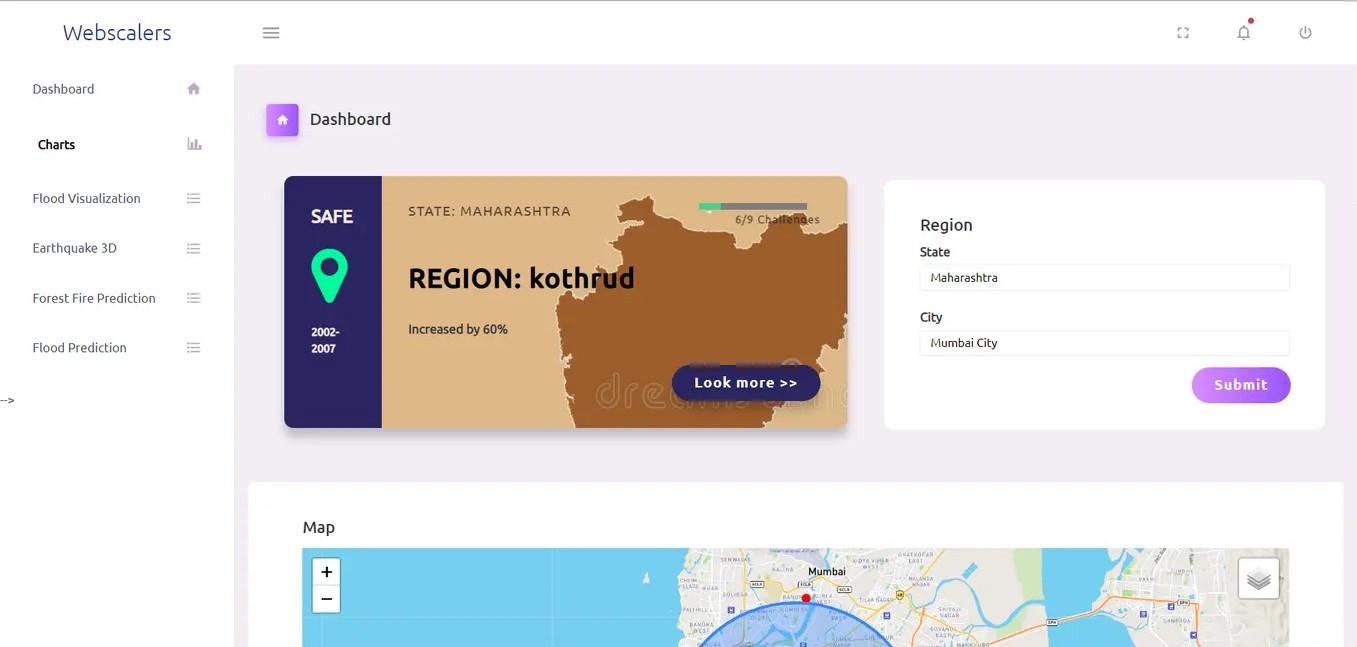 Webscalers
Dashboard
Charts
Flood Visualization
Earthquake 3D
Forest Fire Prediction
Flood Prediction
-->
Dashboard
SAFE
2002-
2007
STATE: MAHARASHTRA
6/9 Challenges
REGION: kothrud
Increased by 60%
Look more >>
Region
State
Maharashtra
City
Mumbai City
Submit
Map
+
−
Mumbai